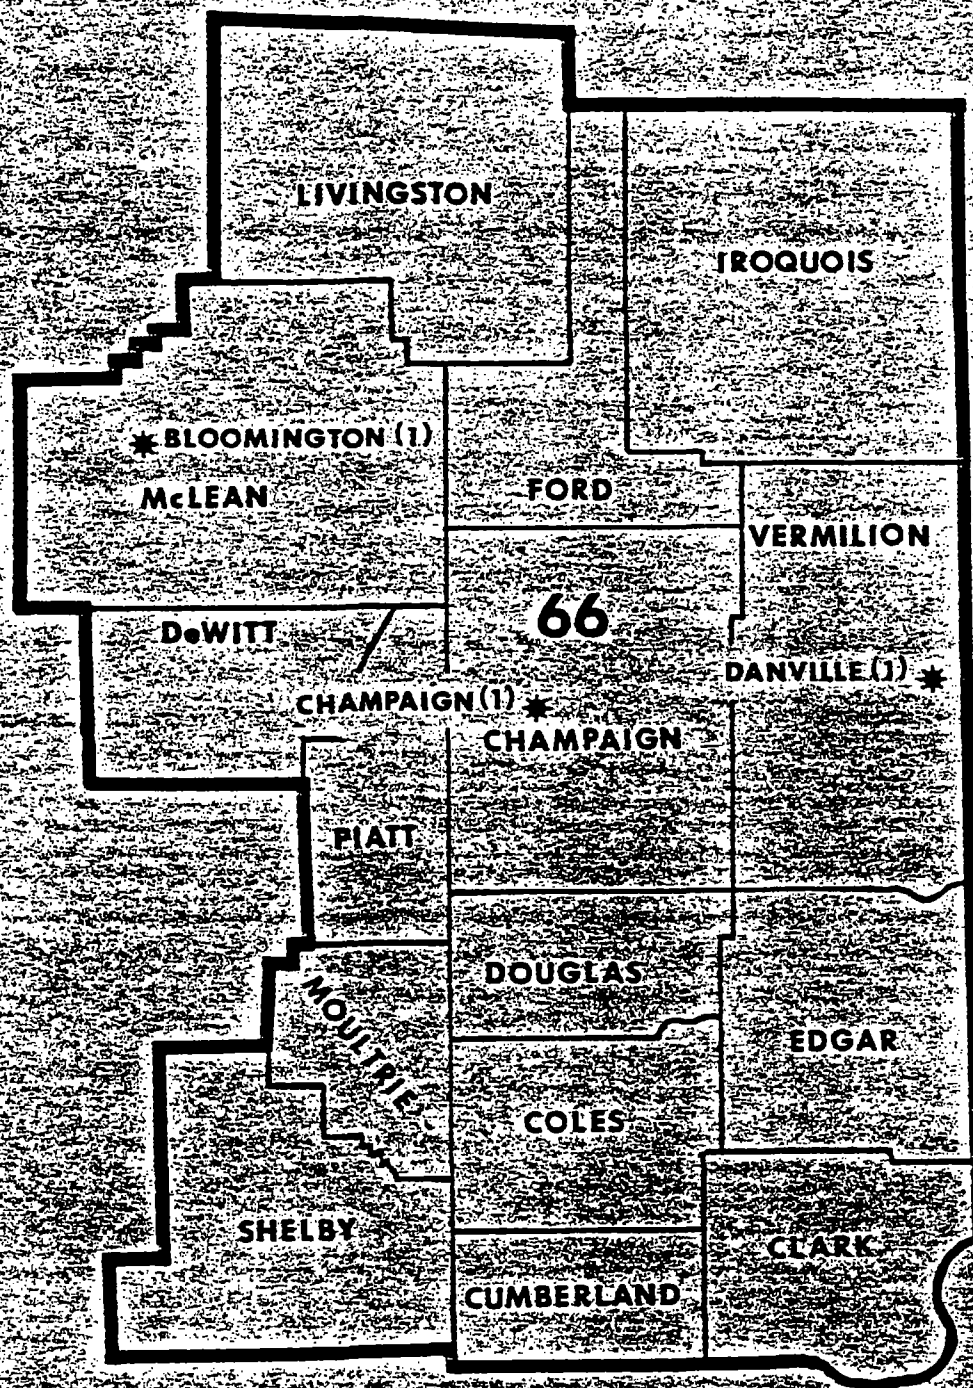 LIVINGSTON
IROQUOIS
BLOOMINGTON (1)
McLEAN
FORD
VERMILION
66
DeWITT
DANVILLE (1)
CHAMPAIGN (1)
CHAMPAIGN
PIATT
DOUGLAS
MOULTRIE
EDGAR
COLES
SHELBY
CLARK
CUMBERLAND